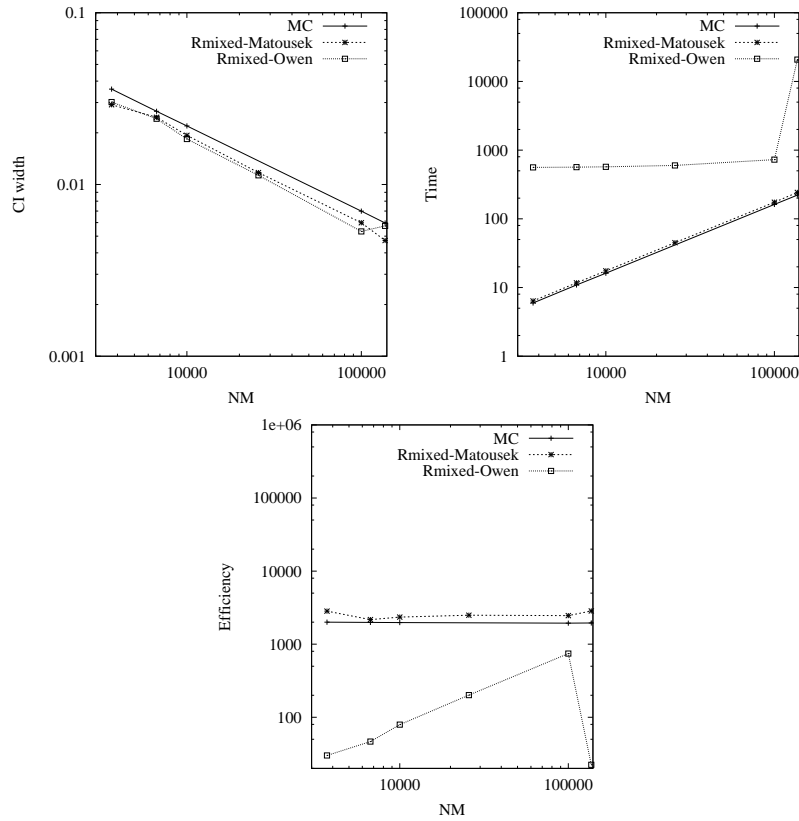 MC
Rmixed-Matousek
Rmixed-Owen
0.1
0.01
0.001
CI width
10000
100000
NM
MC
Rmixed-Matousek
Rmixed-Owen
100000
10000
1000
100
10
1
Time
10000
100000
NM
MC
Rmixed-Matousek
Rmixed-Owen
1e+06
100000
10000
1000
100
Efficiency
10000
100000
NM